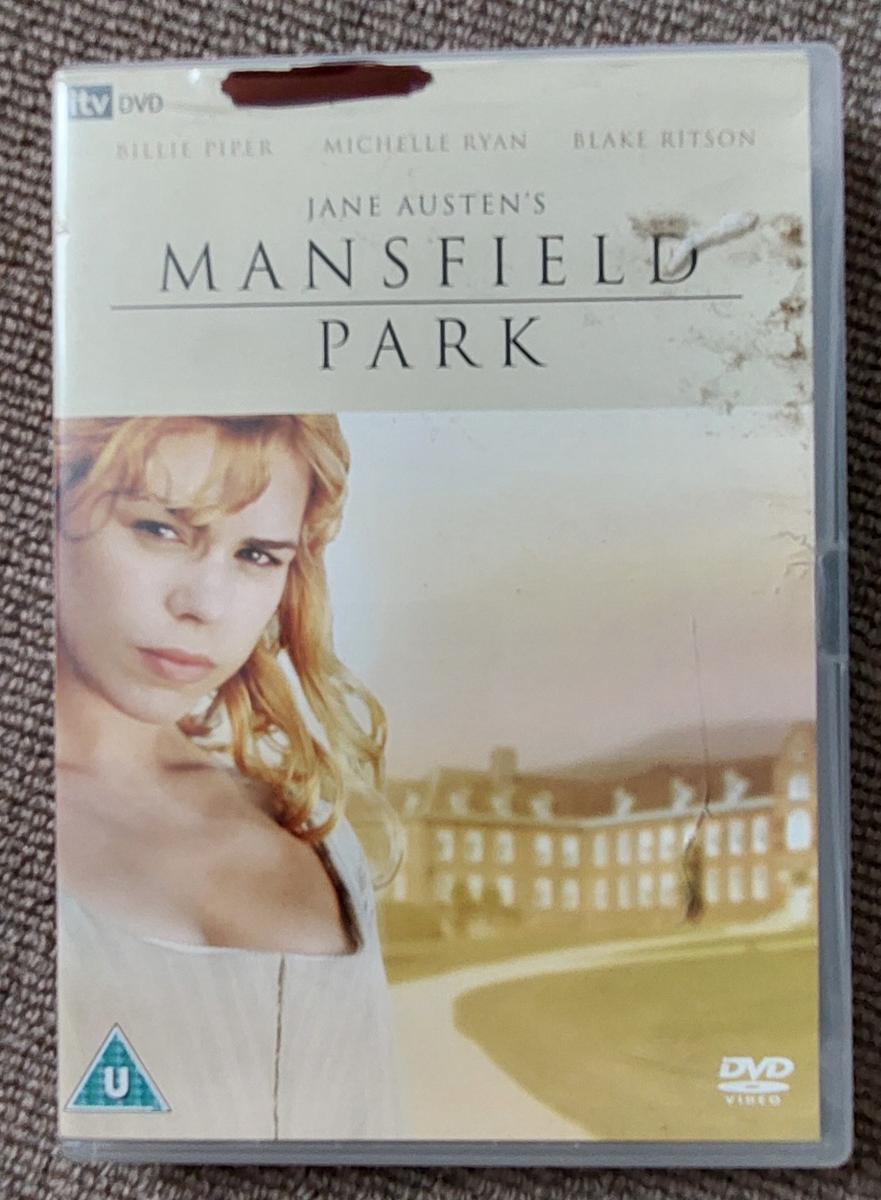 itv DVD
BILLIE PIPER MICHELLE RYAN BLAKE RITSON
JANE AUSTEN'S
MANSFIELD
PARK
U
DVD
VIDEO